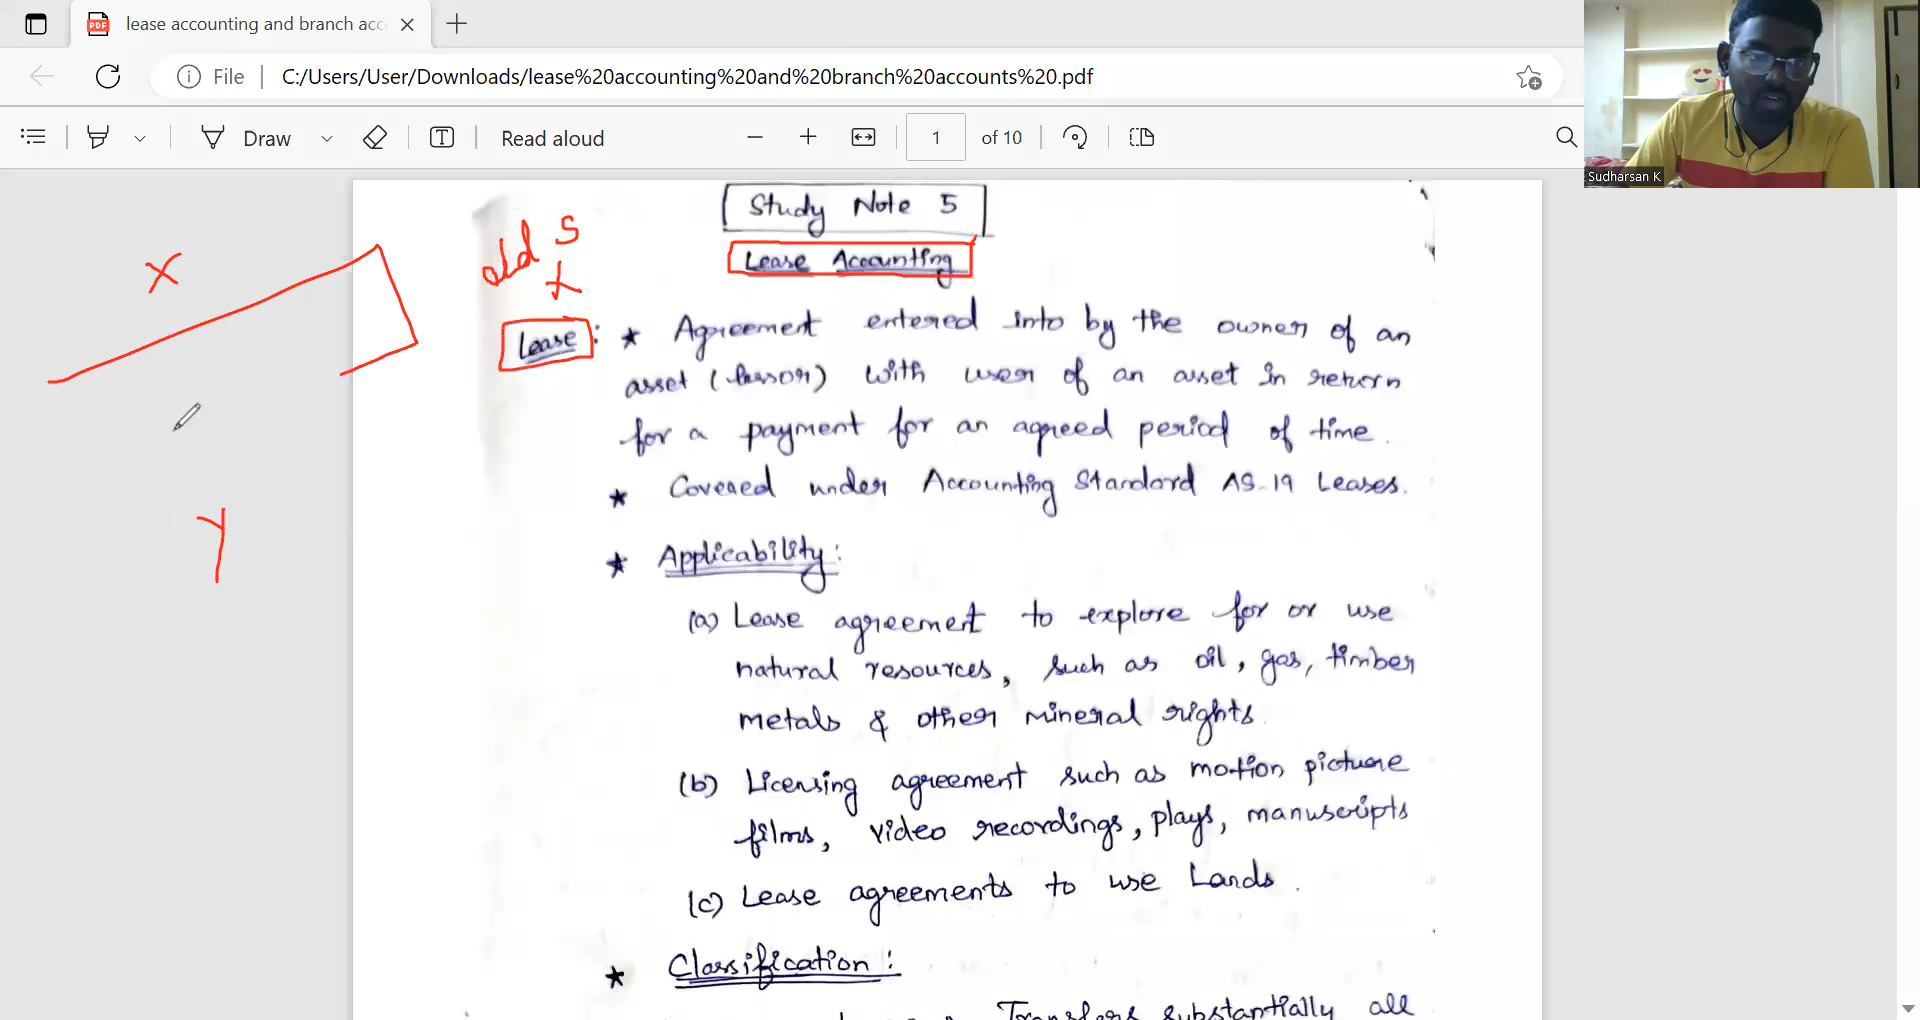 lease accounting and branch acc
File
C:/Users/User/Downloads/lease%20accounting%20and%20branch%20accounts%20.pdf
Draw
Read aloud
1 of 10
Sudharsan K
Study Note 5
Lease Accounting
old S
X
Lease: ★ Agreement entered into by the owner of an
asset (lessor) with user of an asset in return
for a payment for an agreed period of time.
★ Covered under Accounting Standard AS-19 Leases.
★ Applicability:
(a) Lease agreement to explore for or use
natural resources, such as oil, gas, timber
metals & other mineral rights.
(b) Licensing agreement such as motion picture
films, video recordings, plays, manuscripts
(c) Lease agreements to use Lands.
★ Classification:
Transfers substantially all
Y